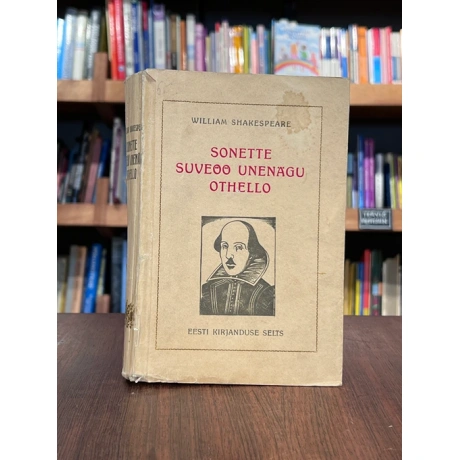 WILLIAM SHAKESPEARE
SONETTE
SUVEÖÖ UNENÄGU
OTHELLO
EESTI KIRJANDUSE SELTS